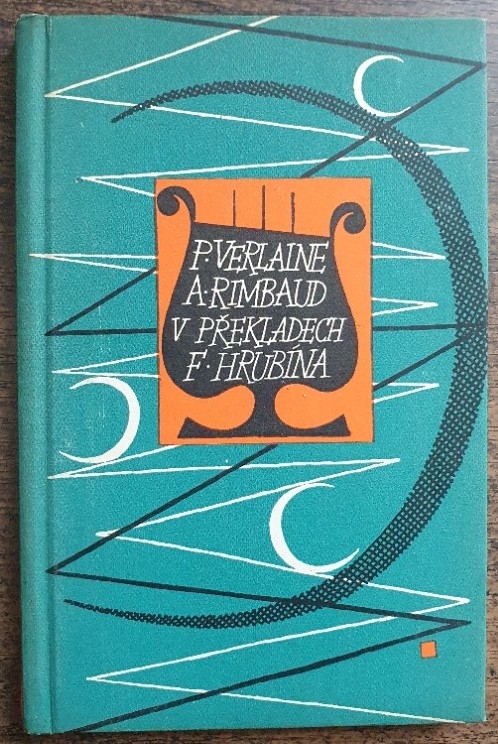 P. VERLAINE
A. RIMBAUD
V PŘEKLADECH
F. HRUBÍNA